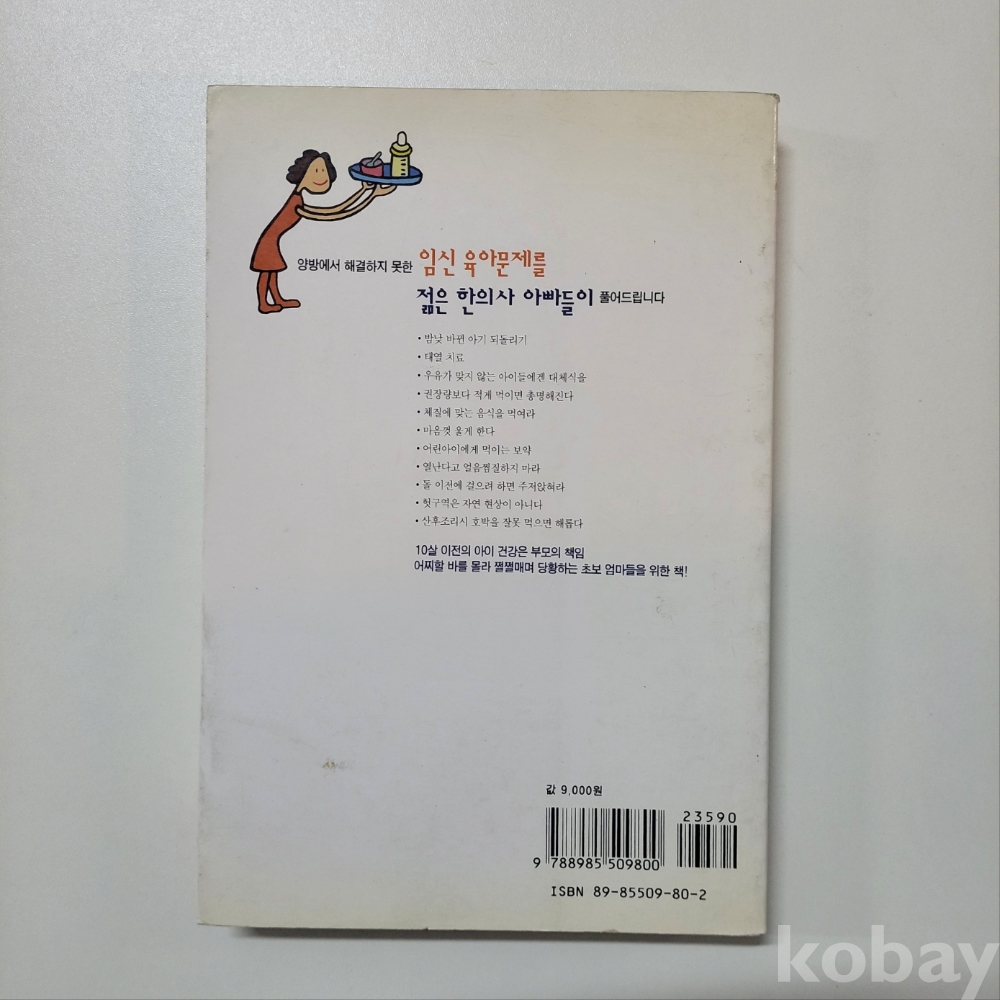 양방에서 해결하지 못한 임신 육아문제를
젊은 한의사 아빠들이 풀어드립니다
• 밤낮 바뀐 아기 되돌리기
• 태열 치료
• 우유가 맞지 않는 아이들에겐 대체식을
• 권장량보다 적게 먹이면 총명해진다
• 체질에 맞는 음식을 먹여라
• 마음껏 울게 한다
• 어린아이에게 먹이는 보약
• 열난다고 얼음찜질하지 마라
• 돌 이전에 걸으려 하면 주저앉혀라
• 헛구역은 자연 현상이 아니다
• 산후조리시 호박을 잘못 먹으면 해롭다
10살 이전의 아이 건강은 부모의 책임
어찌할 바를 몰라 쩔쩔매며 당황하는 초보 엄마들을 위한 책!
값 9,000원
23590
9 788985 509800
ISBN 89-85509-80-2
kobay